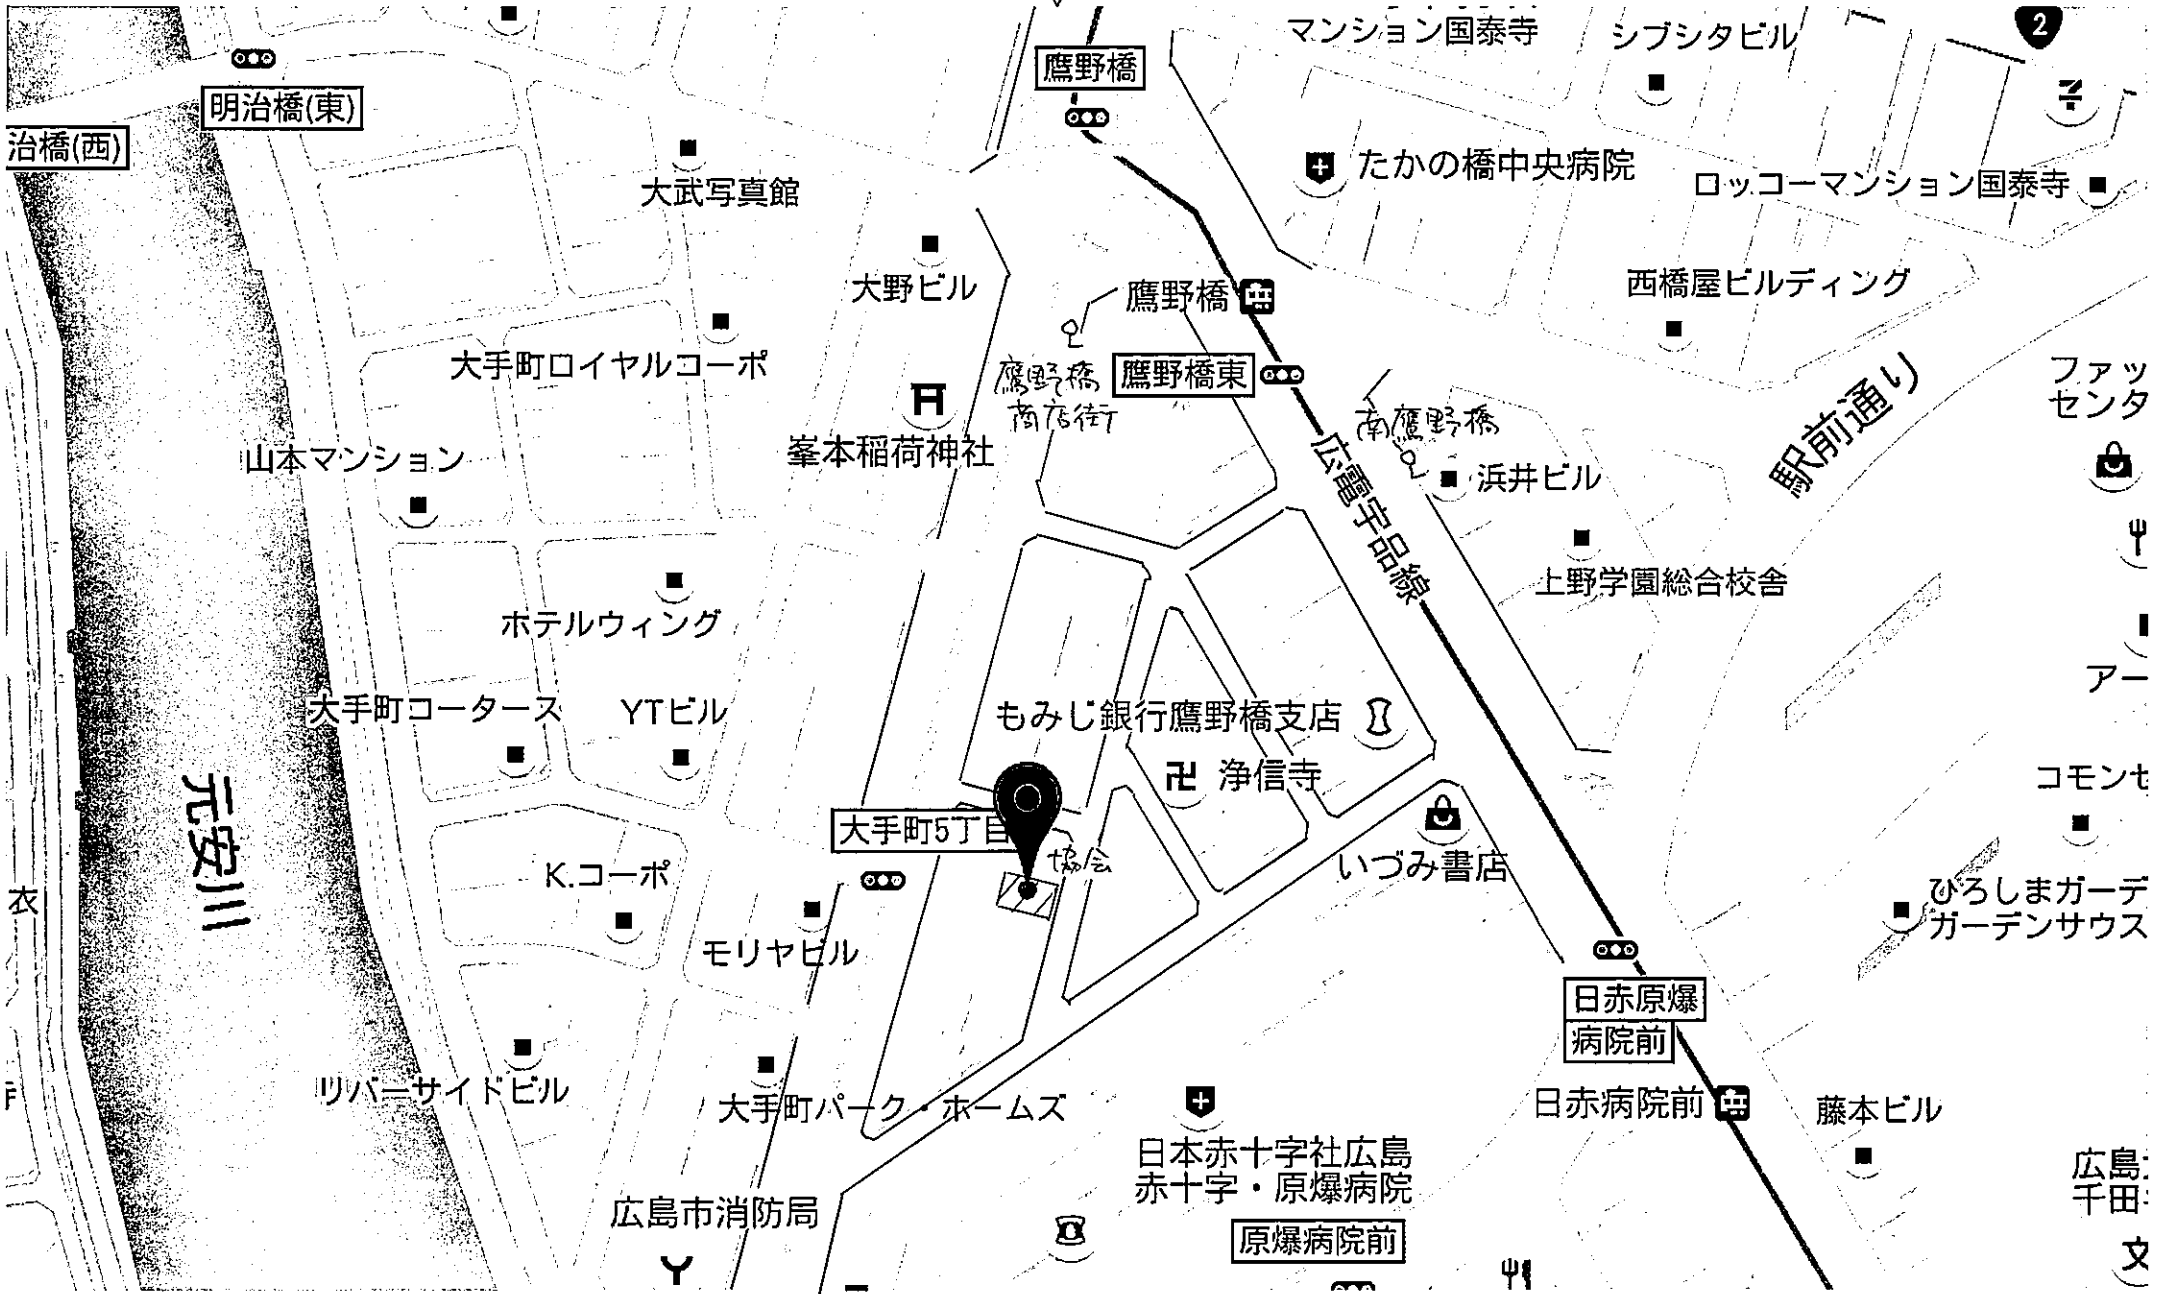 マンション国泰寺
シブシタビル
2
鷹野橋
明治橋(東)
治橋(西)
大武写真館
たかの橋中央病院
ロッコーマンション国泰寺
大野ビル
鷹野橋
西橋屋ビルディング
大手町ロイヤルコーポ
鷹野橋
商店街
鷹野橋東
南鷹野橋
ファッ
センタ
駅前通り
峯本稲荷神社
山本マンション
広電宇品線
浜井ビル
上野学園総合校舎
ホテルウィング
アー
大手町コータース
YTビル
もみじ銀行鷹野橋支店
浄信寺
コモンセ
元安川
大手町5丁目
協会
いづみ書店
K.コーポ
衣
ひろしまガーデ
ガーデンサウス
モリヤビル
日赤原爆
病院前
リバーサイドビル
大手町パーク・ホームズ
日赤病院前
藤本ビル
日本赤十字社広島
赤十字・原爆病院
広島市消防局
原爆病院前
広島
千田
文